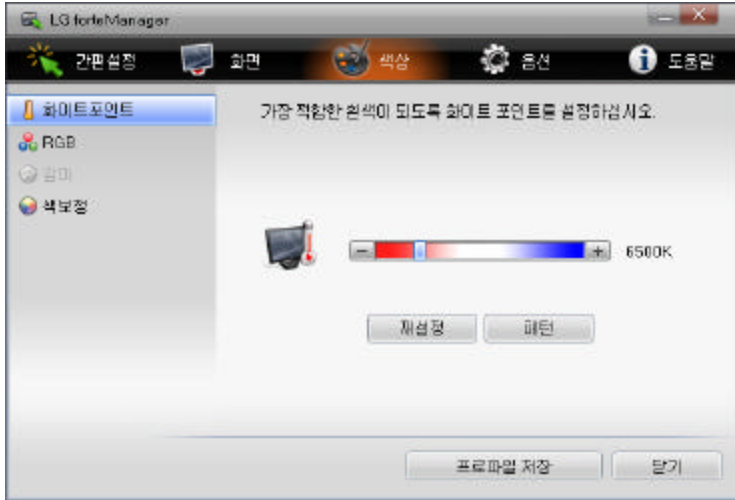 LG forteManager
간편설정 화면 색상 옵션 도움말
화이트포인트
가장 적합한 흰색이 되도록 화이트 포인트를 설정하십시오.
RGB
감마
색보정
6500K
재설정 패턴
프로파일 저장 닫기